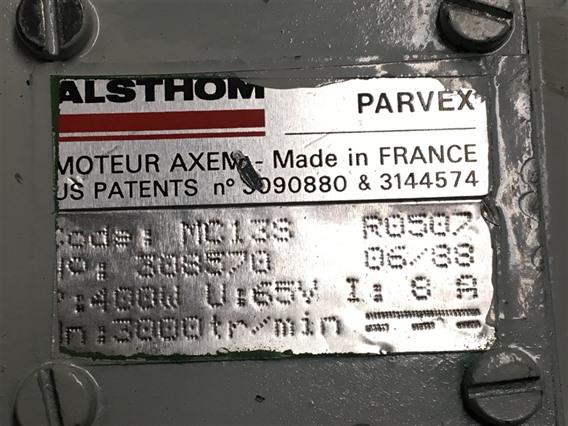 ALSTHOM PARVEX
MOTEUR AXEM - Made in FRANCE
US PATENTS n° 3090880 & 3144574
Code: MC13S R0507
N°: 306570 06/88
P:400W U:65V I: 8 A
n:3000tr/min